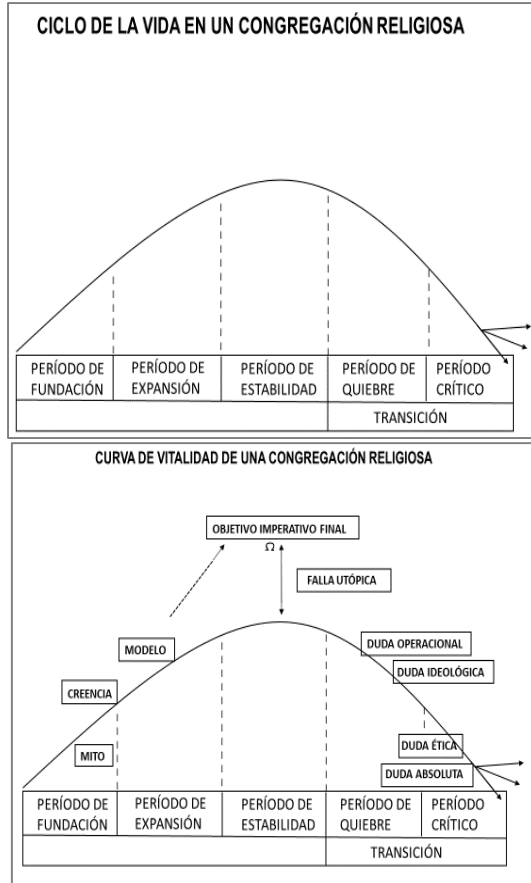 CICLO DE LA VIDA EN UN CONGREGACIÓN RELIGIOSA
PERÍODO DE
FUNDACIÓN
PERÍODO DE
EXPANSIÓN
PERÍODO DE
ESTABILIDAD
PERÍODO DE
QUIEBRE
PERÍODO
CRÍTICO
TRANSICIÓN
CURVA DE VITALIDAD DE UNA CONGREGACIÓN RELIGIOSA
OBJETIVO IMPERATIVO FINAL
Ω
FALLA UTÓPICA
MODELO
DUDA OPERACIONAL
DUDA IDEOLÓGICA
CREENCIA
MITO
DUDA ÉTICA
DUDA ABSOLUTA
PERÍODO DE
FUNDACIÓN
PERÍODO DE
EXPANSIÓN
PERÍODO DE
ESTABILIDAD
PERÍODO DE
QUIEBRE
PERÍODO
CRÍTICO
TRANSICIÓN